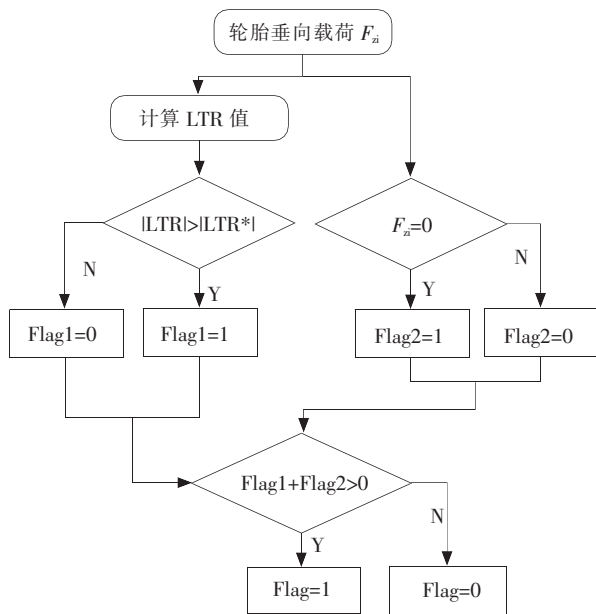 轮胎垂向载荷 Fzi
计算 LTR 值
|LTR|>|LTR*|
Fzi=0
N
Y
Y
N
Flag1=0
Flag1=1
Flag2=1
Flag2=0
Flag1+Flag2>0
Y
N
Flag=1
Flag=0